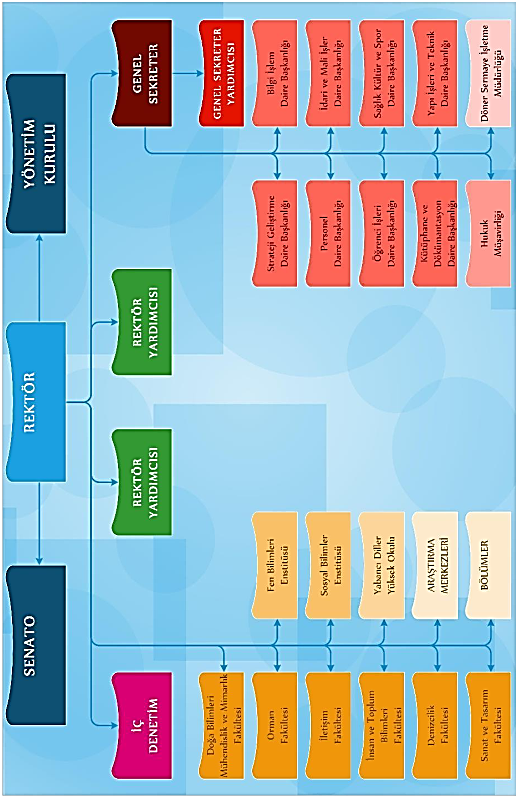 SENATO
REKTÖR
YÖNETİM
KURULU
İÇ
DENETİM
REKTÖR
YARDIMCISI
REKTÖR
YARDIMCISI
GENEL
SEKRETER
GENEL SEKRETER
YARDIMCISI
Doğa Bilimleri
Mühendislik ve Mimarlık
Fakültesi
Orman
Fakültesi
İletişim
Fakültesi
İnsan ve Toplum
Bilimleri
Fakültesi
Denizcilik
Fakültesi
Sanat ve Tasarım
Fakültesi
Fen Bilimleri
Enstitüsü
Sosyal Bilimler
Enstitüsü
Yabancı Diller
Yüksek Okulu
ARAŞTIRMA
MERKEZLERİ
BÖLÜMLER
Strateji Geliştirme
Daire Başkanlığı
Personel
Daire Başkanlığı
Öğrenci İşleri
Daire Başkanlığı
Kütüphane ve
Dökümantasyon
Daire Başkanlığı
Hukuk
Müşavirliği
Bilgi İşlem
Daire Başkanlığı
İdari ve Mali İşler
Daire Başkanlığı
Sağlık Kültür ve Spor
Daire Başkanlığı
Yapı İşleri ve Teknik
Daire Başkanlığı
Döner Sermaye İşletme
Müdürlüğü